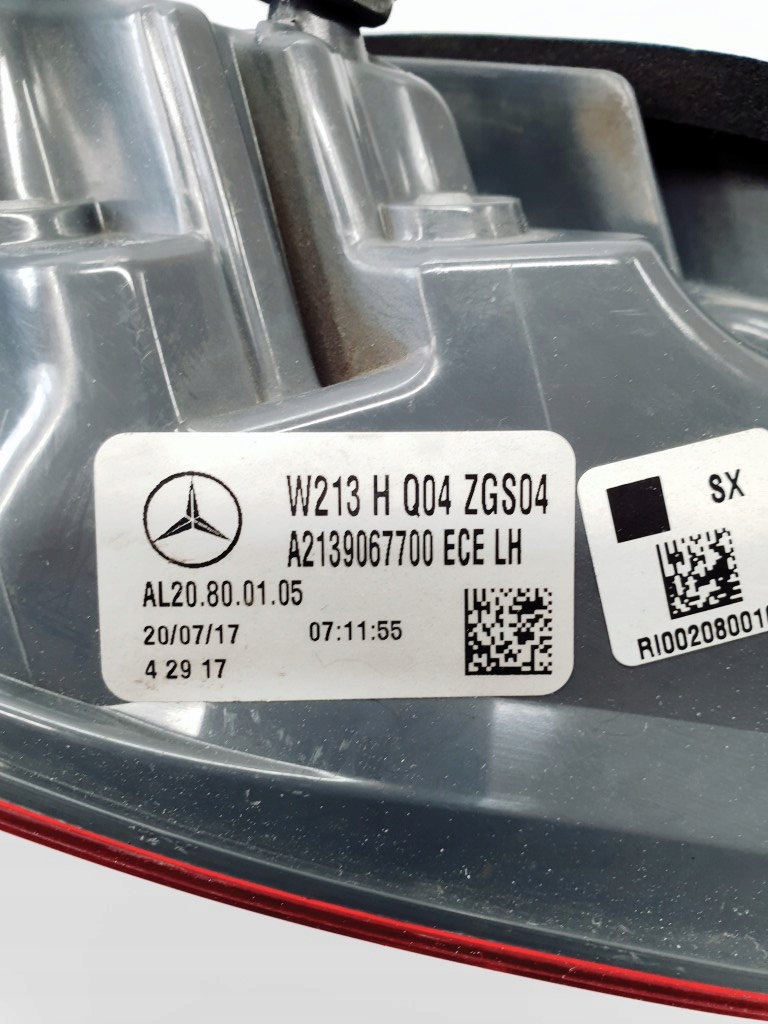 W213 H Q04 ZGS04
A2139067700 ECE LH
AL20.80.01.05
20/07/17 07:11:55
4 29 17
SX